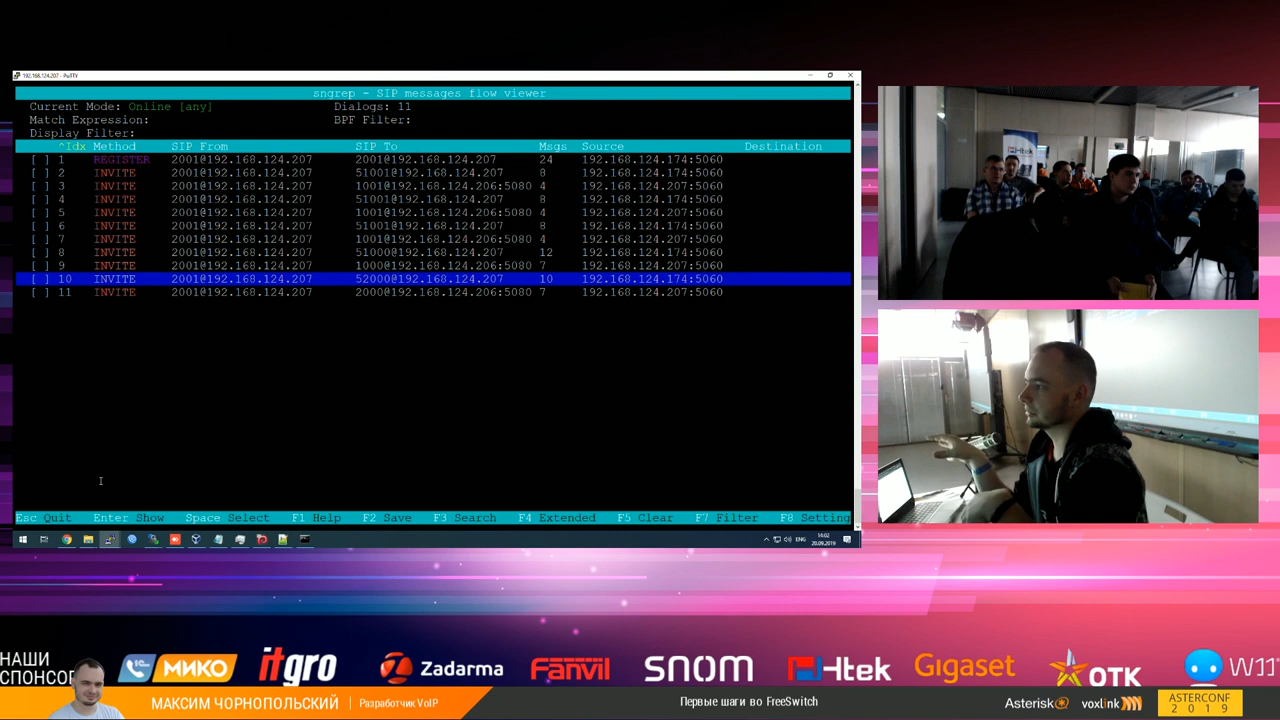 192.168.124.207 - PuTTY
sngrep - SIP messages flow viewer
Current Mode: Online [any] Dialogs: 11
Match Expression: BPF Filter:
Display Filter:
^Idx Method SIP From SIP To Msgs Source Destination
[ ] 1 REGISTER 2001@192.168.124.207 2001@192.168.124.207 24 192.168.124.174:5060
[ ] 2 INVITE 2001@192.168.124.207 51001@192.168.124.207 8 192.168.124.174:5060
[ ] 3 INVITE 2001@192.168.124.207 1001@192.168.124.206:5080 4 192.168.124.207:5060
[ ] 4 INVITE 2001@192.168.124.207 51001@192.168.124.207 8 192.168.124.174:5060
[ ] 5 INVITE 2001@192.168.124.207 1001@192.168.124.206:5080 4 192.168.124.207:5060
[ ] 6 INVITE 2001@192.168.124.207 51001@192.168.124.207 8 192.168.124.174:5060
[ ] 7 INVITE 2001@192.168.124.207 1001@192.168.124.206:5080 4 192.168.124.207:5060
[ ] 8 INVITE 2001@192.168.124.207 51000@192.168.124.207 12 192.168.124.174:5060
[ ] 9 INVITE 2001@192.168.124.207 1000@192.168.124.206:5080 7 192.168.124.207:5060
[ ] 10 INVITE 2001@192.168.124.207 52000@192.168.124.207 10 192.168.124.174:5060
[ ] 11 INVITE 2001@192.168.124.207 2000@192.168.124.206:5080 7 192.168.124.207:5060
Esc Quit Enter Show Space Select F1 Help F2 Save F3 Search F4 Extended F5 Clear F7 Filter F8 Setting
ENG 14:02
20.09.2019
Htek
НАШИ
СПОНСО
1С МИКО itgro Zadarma Fanvil SNOM Htek Gigaset ОТК W11
МАКСИМ ЧОРНОПОЛЬСКИЙ Разработчик VoIP Первые шаги во FreeSwitch Asterisk voxlink ASTERCONF
2019